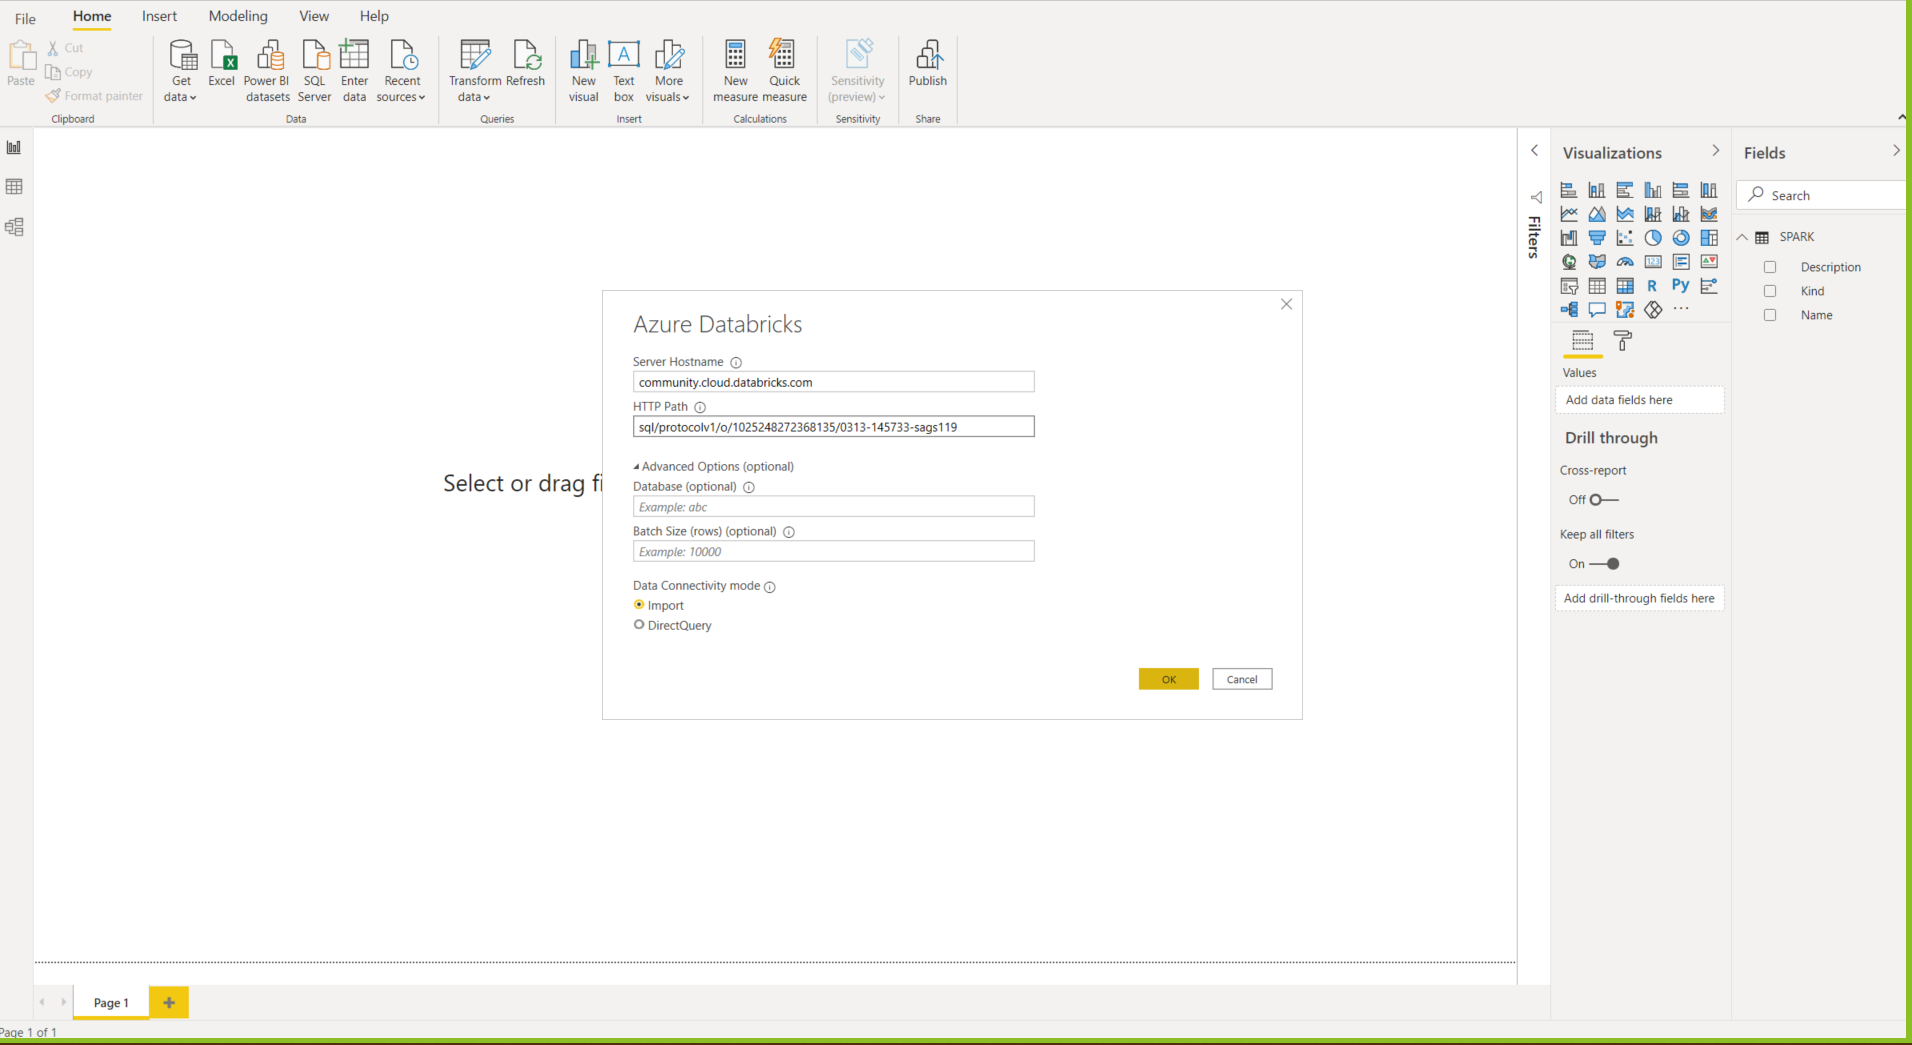 File
Home
Insert
Modeling
View
Help
Paste
Cut
Copy
Format painter
Clipboard
Get data
Excel
Power BI datasets
SQL Server
Enter data
Recent sources
Data
Transform data
Refresh
Queries
New visual
Text box
More visuals
Insert
New measure
Quick measure
Calculations
Sensitivity (preview)
Sensitivity
Publish
Share
Select or drag fi
Azure Databricks
Server Hostname
community.cloud.databricks.com
HTTP Path
sql/protocolv1/o/1025248272368135/0313-145733-sags119
Advanced Options (optional)
Database (optional)
Example: abc
Batch Size (rows) (optional)
Example: 10000
Data Connectivity mode
Import
DirectQuery
OK
Cancel
Filters
Visualizations
123
R
Py
Values
Add data fields here
Drill through
Cross-report
Off
Keep all filters
On
Add drill-through fields here
Fields
Search
SPARK
Description
Kind
Name
Page 1
Page 1 of 1